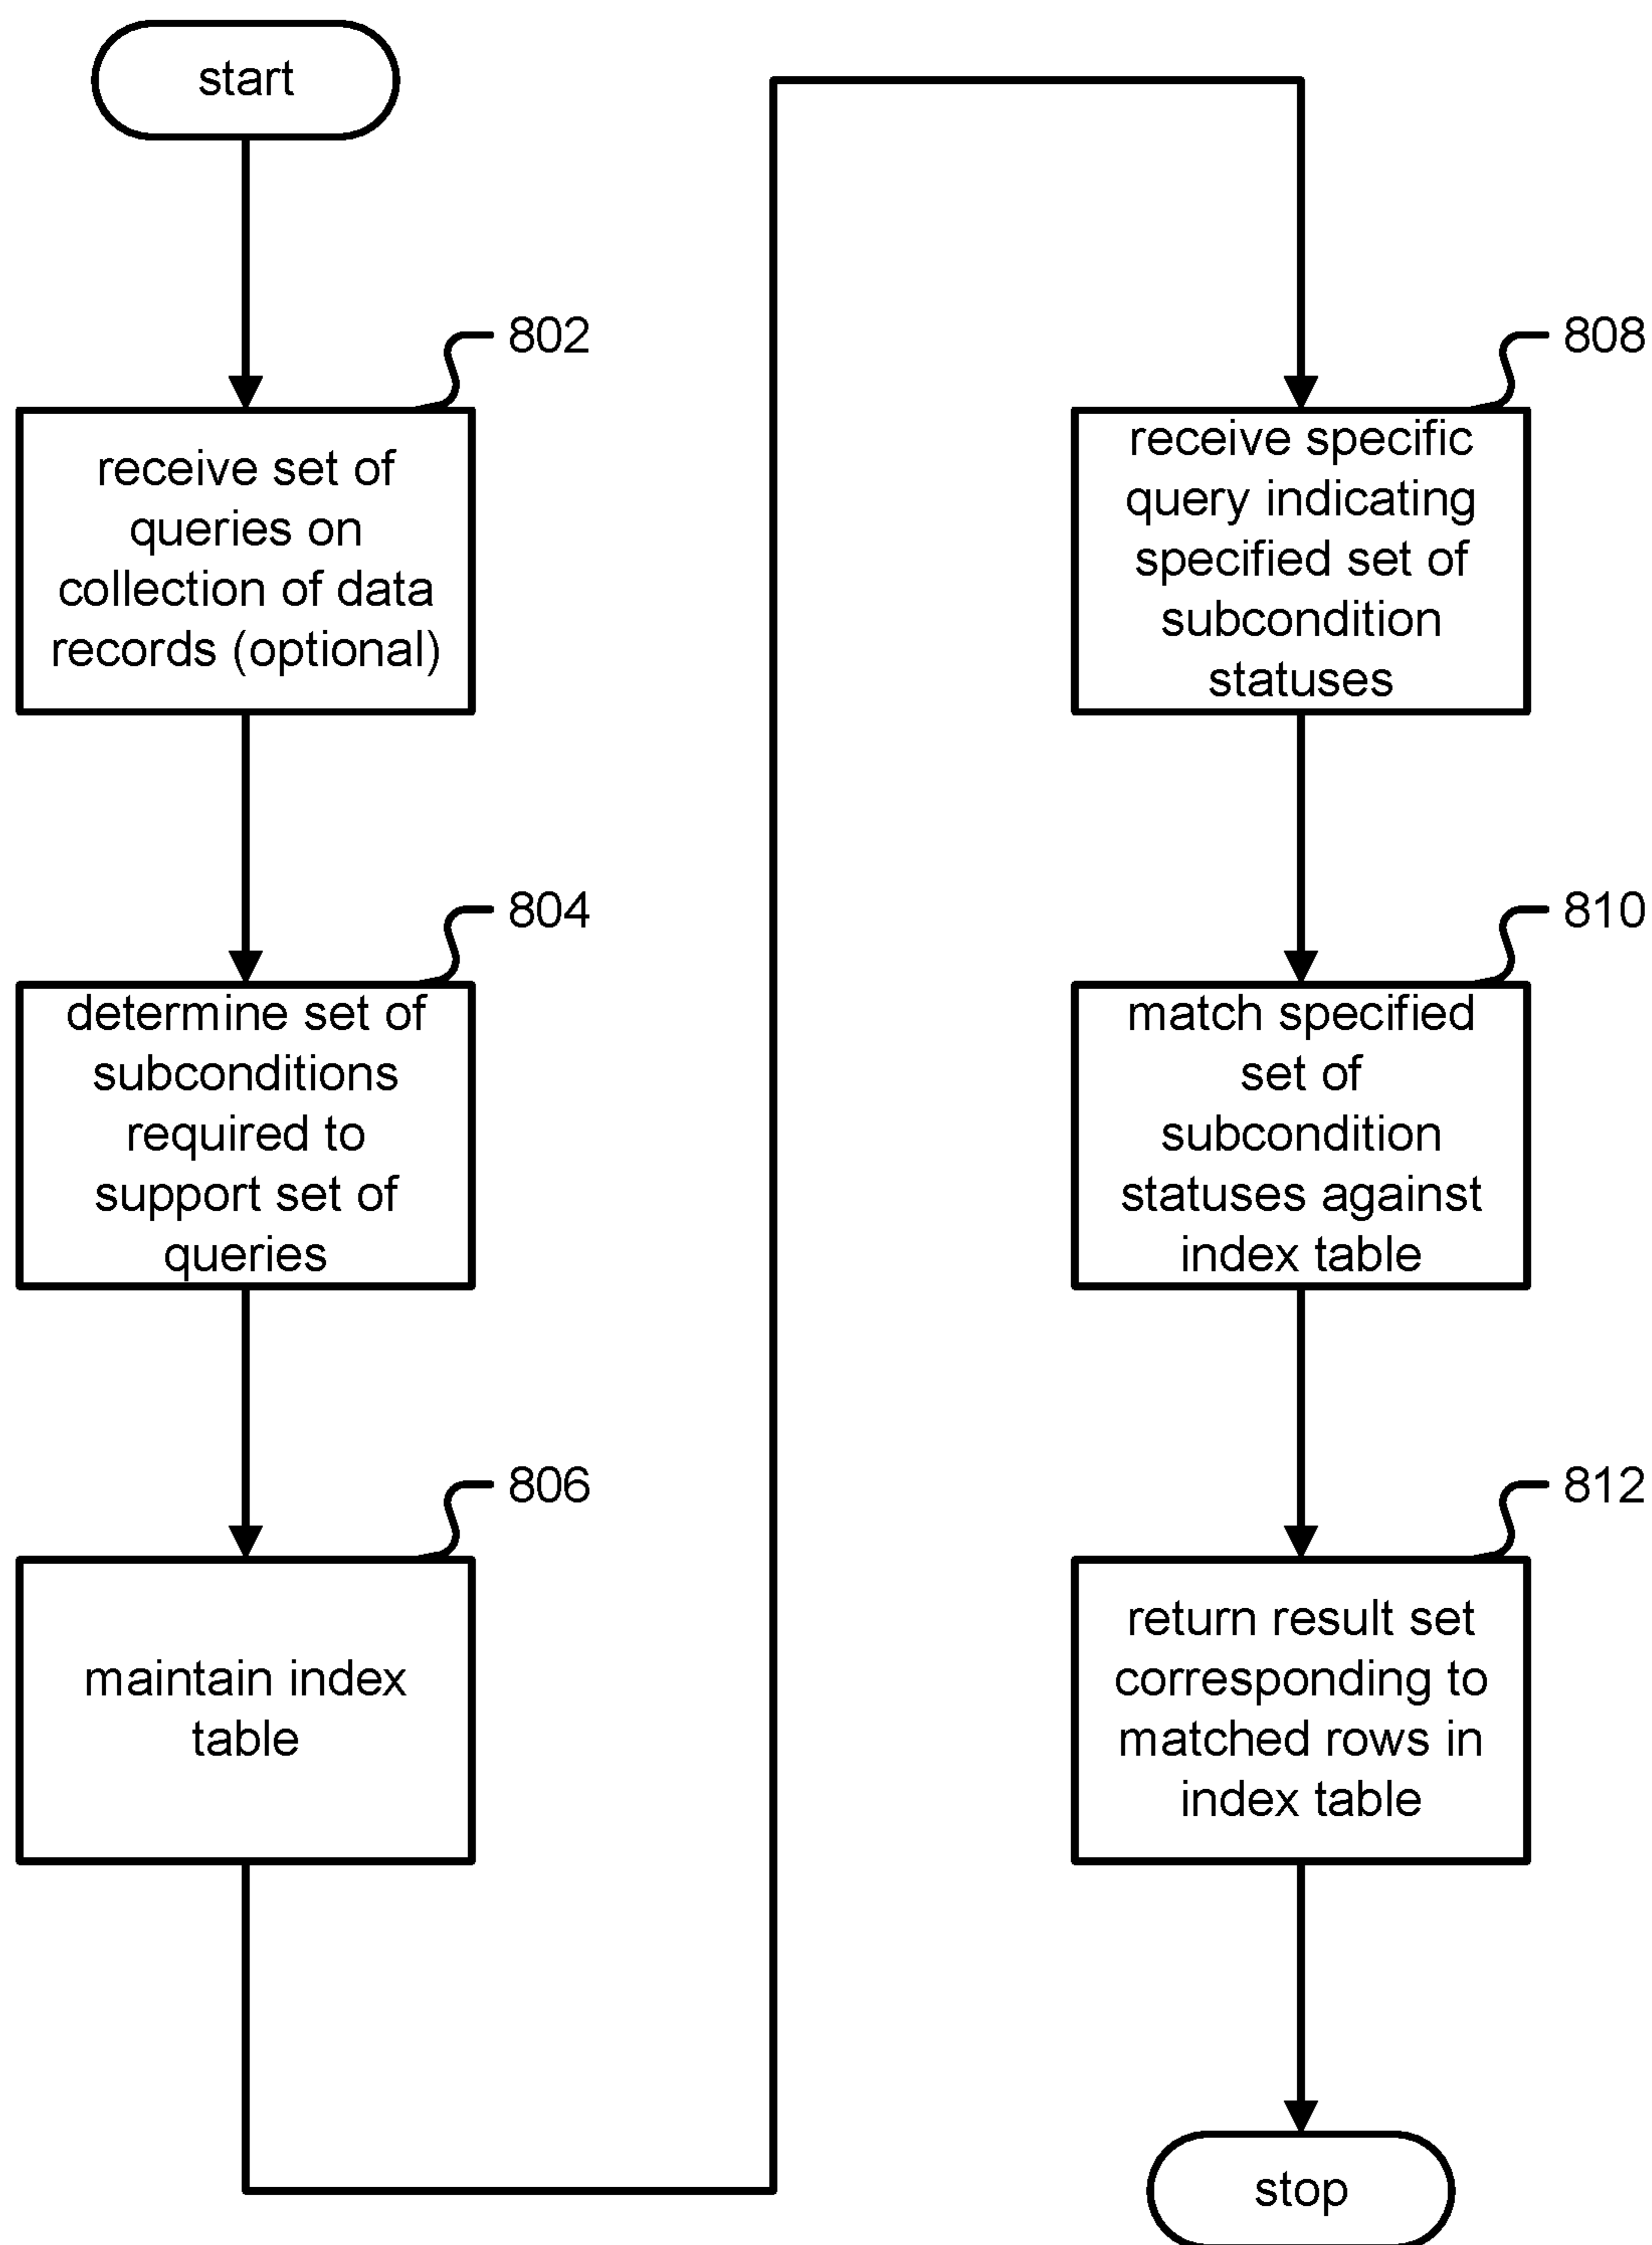 start
802
receive set of
queries on
collection of data
records (optional)
804
determine set of
subconditions
required to
support set of
queries
806
maintain index
table
808
receive specific
query indicating
specified set of
subcondition
statuses
810
match specified
set of
subcondition
statuses against
index table
812
return result set
corresponding to
matched rows in
index table
stop